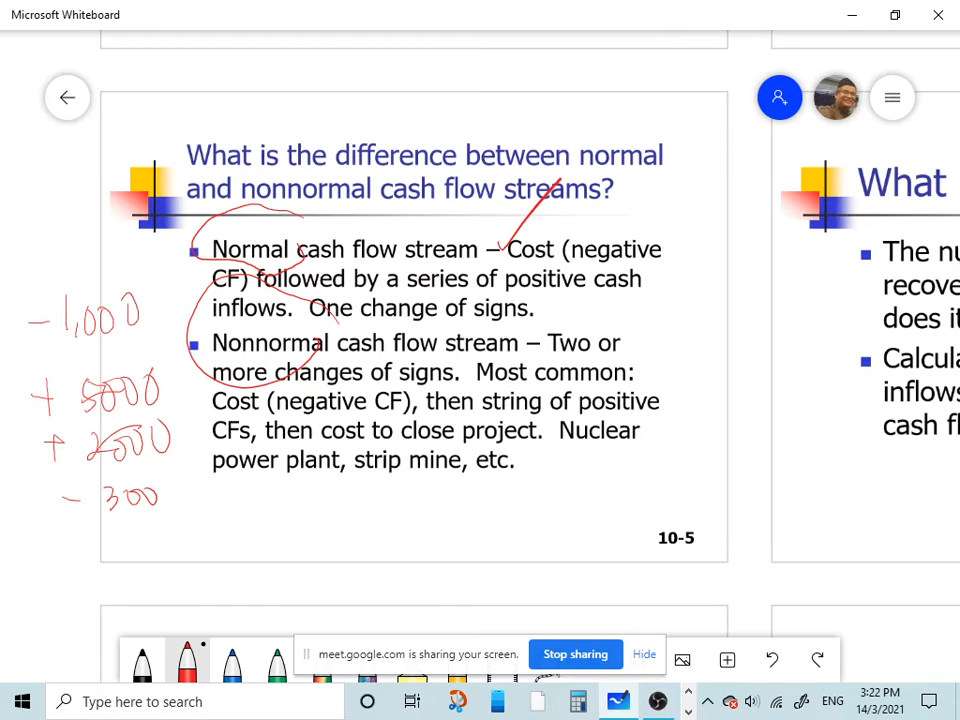 Microsoft Whiteboard
What is the difference between normal
and nonnormal cash flow streams?
Normal cash flow stream – Cost (negative
CF) followed by a series of positive cash
inflows. One change of signs.
Nonnormal cash flow stream – Two or
more changes of signs. Most common:
Cost (negative CF), then string of positive
CFs, then cost to close project. Nuclear
power plant, strip mine, etc.
10-5
- 1,000
+ 5000
+ 2000
- 300
What
The nu
recove
does it
Calcula
inflows
cash fl
meet.google.com is sharing your screen.
Stop sharing
Hide
Type here to search
ENG
3:22 PM
14/3/2021